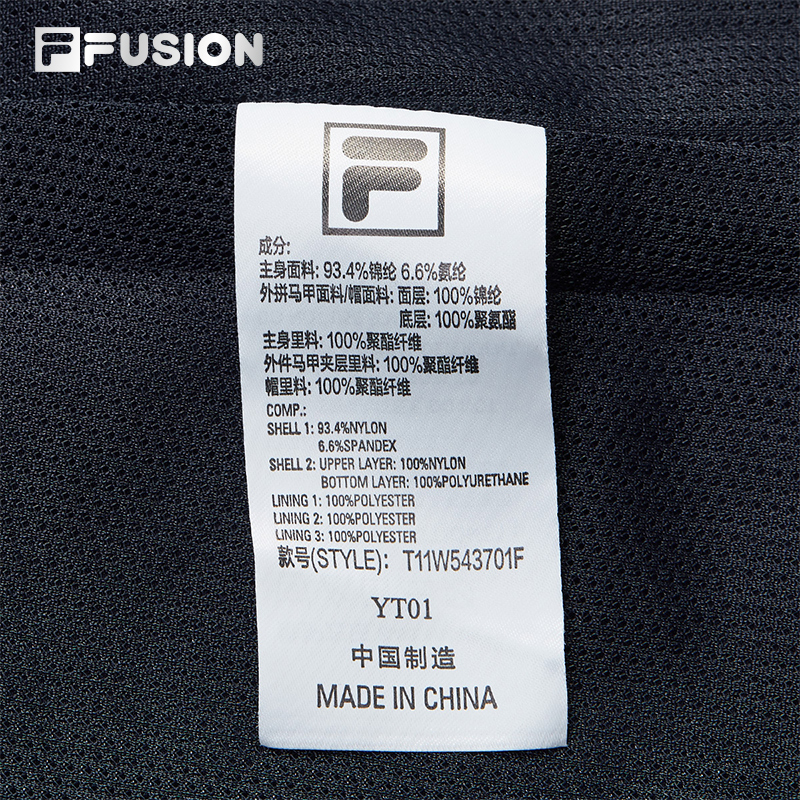 FUSION
成分:
主身面料: 93.4%锦纶 6.6%氨纶
外拼马甲面料/帽面料: 面层: 100%锦纶
底层: 100%聚氨酯
主身里料: 100%聚酯纤维
外件马甲夹层里料: 100%聚酯纤维
帽里料: 100%聚酯纤维
COMP.:
SHELL 1: 93.4%NYLON
6.6%SPANDEX
SHELL 2: UPPER LAYER: 100%NYLON
BOTTOM LAYER: 100%POLYURETHANE
LINING 1: 100%POLYESTER
LINING 2: 100%POLYESTER
LINING 3: 100%POLYESTER
款号(STYLE): T11W543701F
YT01
中国制造
MADE IN CHINA